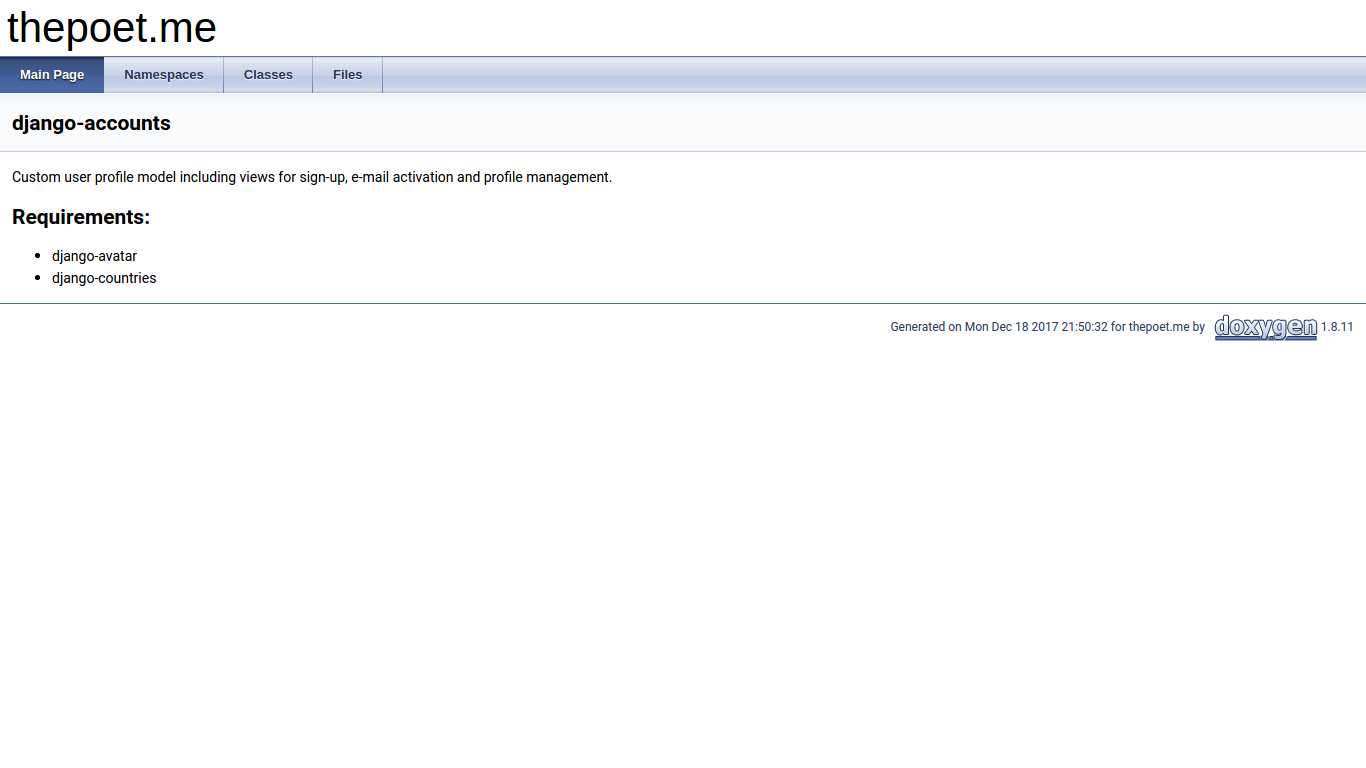 thepoet.me
Main Page Namespaces Classes Files
django-accounts
Custom user profile model including views for sign-up, e-mail activation and profile management.
Requirements:
django-avatar
django-countries
Generated on Mon Dec 18 2017 21:50:32 for thepoet.me by doxygen 1.8.11